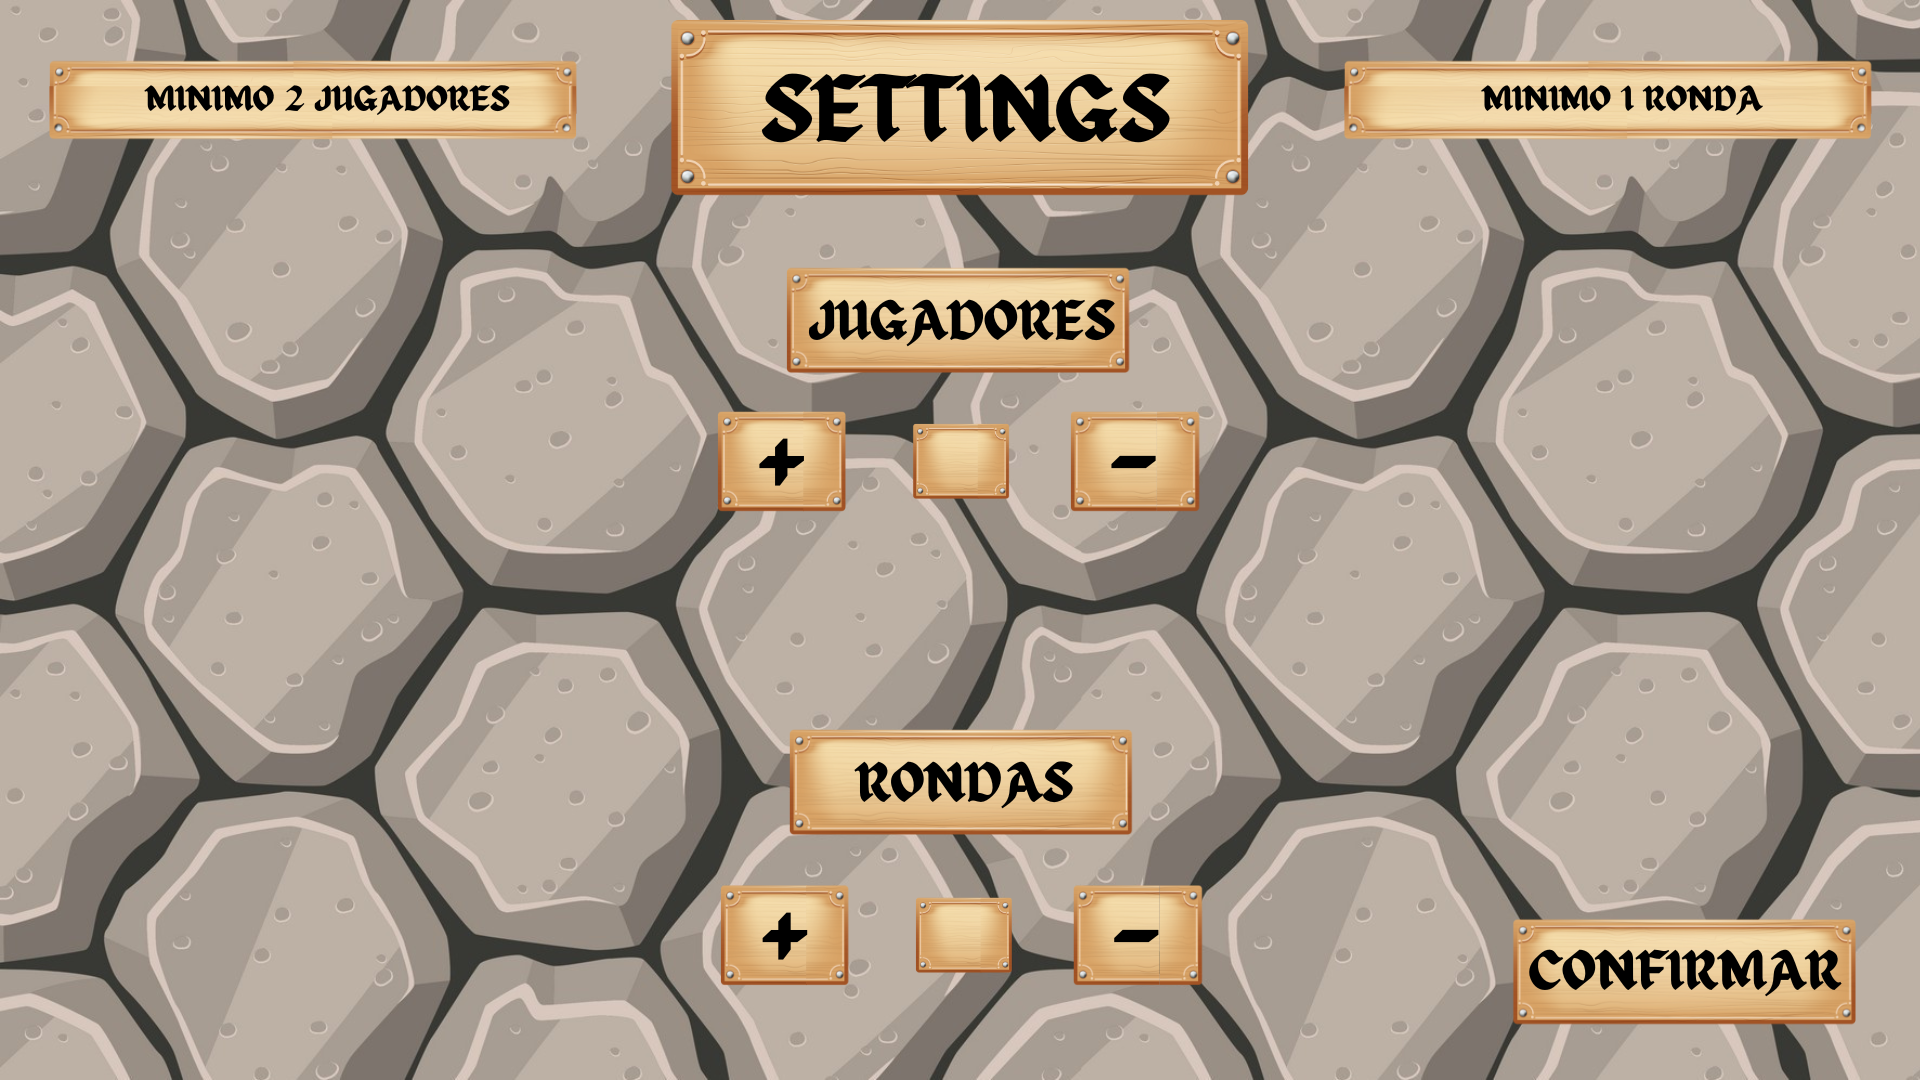 MINIMO 2 JUGADORES
SETTINGS
MINIMO 1 RONDA
JUGADORES
+ -
RONDAS
+ -
CONFIRMAR